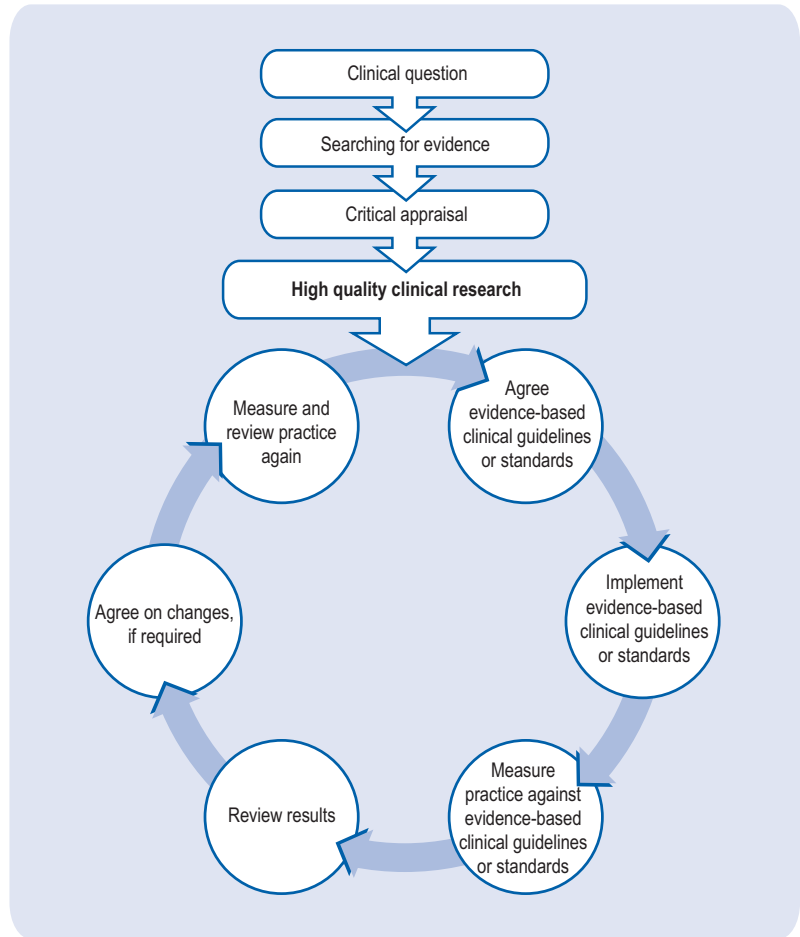 Clinical question
Searching for evidence
Critical appraisal
High quality clinical research
Agree
evidence-based
clinical guidelines
or standards
Implement
evidence-based
clinical guidelines
or standards
Measure
practice against
evidence-based
clinical guidelines
or standards
Review results
Agree on changes,
if required
Measure and
review practice
again